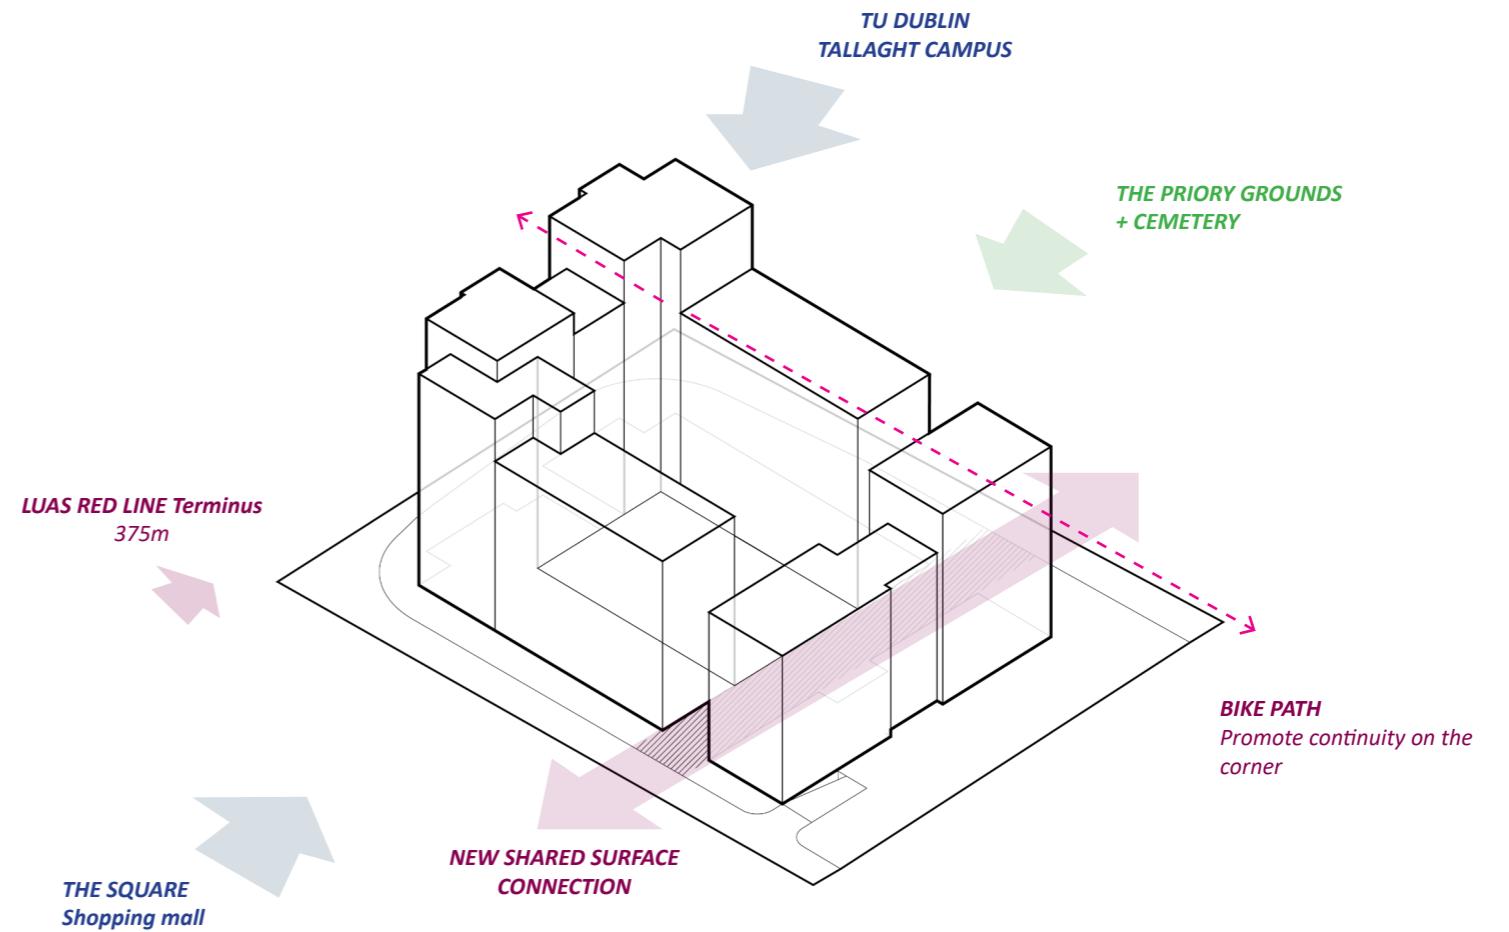 TU DUBLIN
TALLAGHT CAMPUS
THE PRIORY GROUNDS
+ CEMETERY
LUAS RED LINE Terminus
375m
BIKE PATH
Promote continuity on the
corner
NEW SHARED SURFACE
CONNECTION
THE SQUARE
Shopping mall